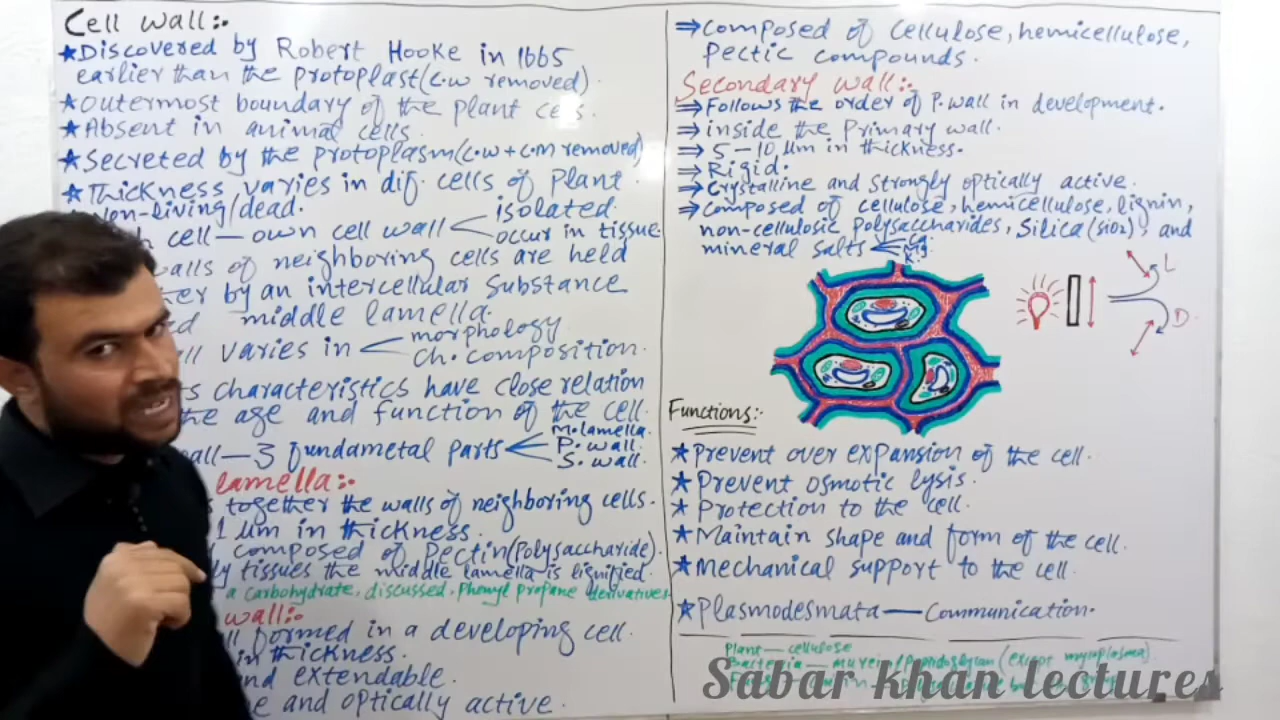 Cell Wall:-
★Discovered by Robert Hooke in 1665
earlier than the protoplast(c.w removed)
★outermost boundary of the plant cells.
★Absent in animal cells.
★Secreted by the protoplasm(c.w + c.m removed)
★Thickness varies in dif. cells of Plant
Non-living/dead.
cell—own cell wall
isolated
occur in tissue.
walls of neighboring cells are held
by an intercellular substance
middle lamella.
varies in
morphology
ch. composition.
characteristics have close relation
the age and function of the cell.
wall—3 fundametal parts
M.lamella.
P. wall.
S. wall.
lamella:-
together the walls of neighboring cells.
1 µm in thickness.
composed of Pectin(Polysaccharide).
tissues the middle lamella is lignified.
a carbohydrate, discussed, Phenyl propane derivatives
wall:-
formed in a developing cell.
in thickness.
and extendable.
and optically active.
⇒Composed of cellulose, hemicellulose,
pectic compounds.
Secondary wall:-
⇒Follows the order of P.wall in development.
⇒inside the Primary wall.
⇒5-10 µm in thickness.
⇒Rigid.
⇒Crystalline and strongly optically active.
⇒Composed of cellulose, hemicellulose, lignin,
non-cellulosic polysaccharides, Silica(SiO2), and
mineral salts
L
D
Functions:-
★Prevent over expansion of the cell.
★Prevent osmotic lysis.
★Protection to the cell.
★Maintain shape and form of the cell.
★Mechanical support to the cell.
★Plasmodesmata—Communication.
Plant—cellulose
Bacteria—murein/Peptidoglycan(except mycoplasma)
Sabar khan lectures